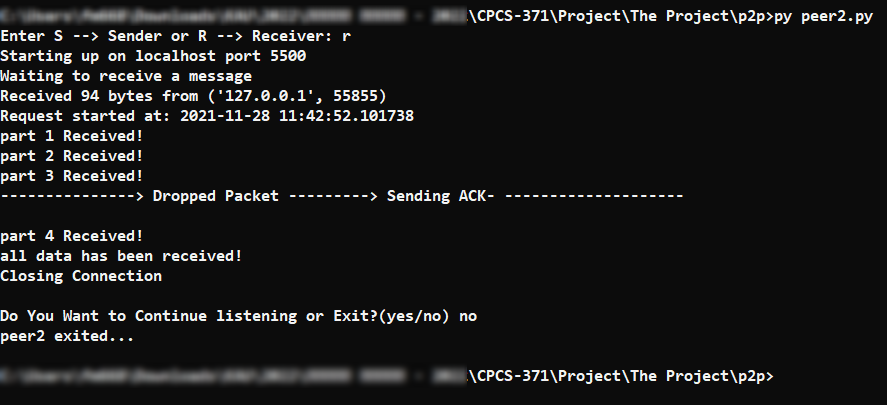 \CPCS-371\Project\The Project\p2p>py peer2.py
Enter S --> Sender or R --> Receiver: r
Starting up on localhost port 5500
Waiting to receive a message
Received 94 bytes from ('127.0.0.1', 55855)
Request started at: 2021-11-28 11:42:52.101738
part 1 Received!
part 2 Received!
part 3 Received!
---------------> Dropped Packet ---------> Sending ACK- --------------------
part 4 Received!
all data has been received!
Closing Connection
Do You Want to Continue listening or Exit?(yes/no) no
peer2 exited...
\CPCS-371\Project\The Project\p2p>